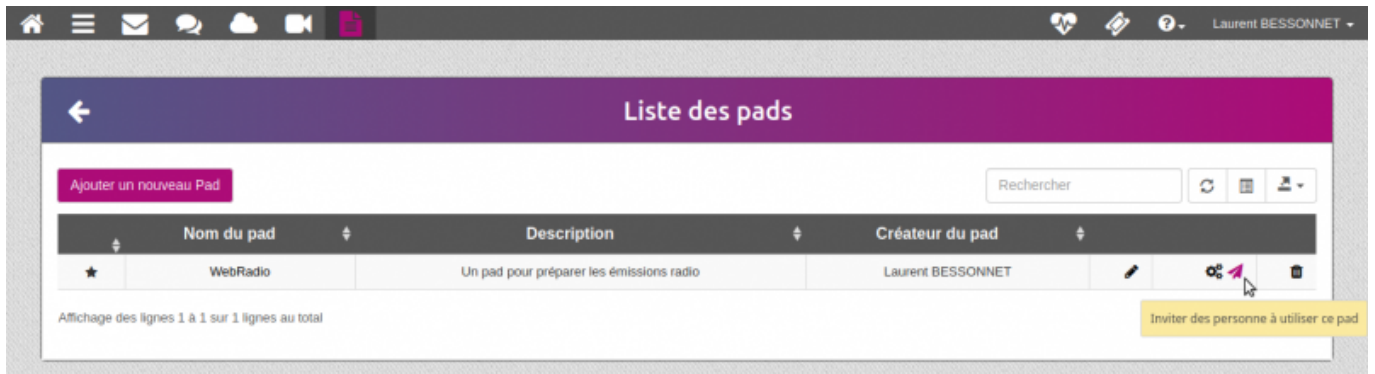 Laurent BESSONNET
Liste des pads
Ajouter un nouveau Pad
Rechercher
Nom du pad Description Créateur du pad
WebRadio Un pad pour préparer les émissions radio Laurent BESSONNET
Affichage des lignes 1 à 1 sur 1 lignes au total
Inviter des personne à utiliser ce pad